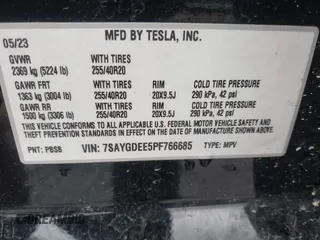 MFD BY TESLA, INC.
05/23
GVWR WITH TIRES
2369 kg (5224 lb) 255/40R20
GAWR FRT WITH TIRES RIM COLD TIRE PRESSURE
1363 kg (3004 lb) 255/40R20 20X9.5J 290 kPa, 42 psi
GAWR RR WITH TIRES RIM COLD TIRE PRESSURE
1500 kg (3306 lb) 255/40R20 20X9.5J 290 kPa, 42 psi
THIS VEHICLE CONFORMS TO ALL APPLICABLE U.S. FEDERAL MOTOR VEHICLE
SAFETY STANDARDS IN EFFECT ON THE DATE OF MANUFACTURE SHOWN ABOVE.
PNT: PBSB VIN: 7SAYGDEE5PF766685 TYPE: MPV